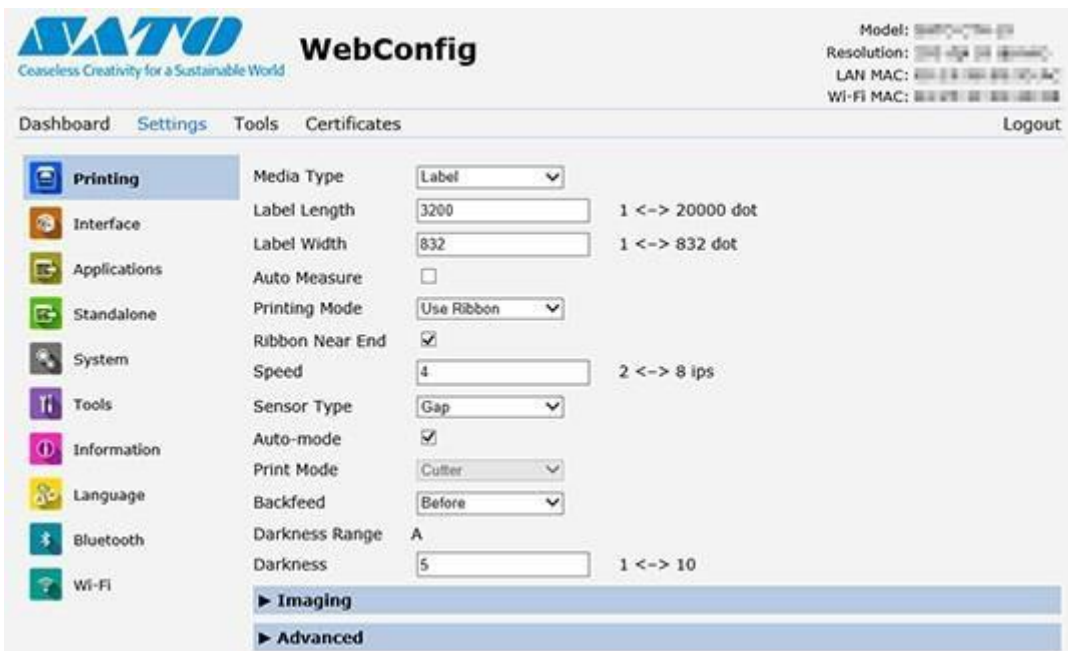 SATO
Ceaseless Creativity for a Sustainable World
WebConfig
Model:
Resolution:
LAN MAC:
Wi-Fi MAC:
Dashboard Settings Tools Certificates Logout
Printing
Interface
Applications
Standalone
System
Tools
Information
Language
Bluetooth
Wi-Fi
Media Type Label
Label Length 3200 1 <-> 20000 dot
Label Width 832 1 <-> 832 dot
Auto Measure
Printing Mode Use Ribbon
Ribbon Near End
Speed 4 2 <-> 8 ips
Sensor Type Gap
Auto-mode
Print Mode Cutter
Backfeed Before
Darkness Range A
Darkness 5 1 <-> 10
▶ Imaging
▶ Advanced